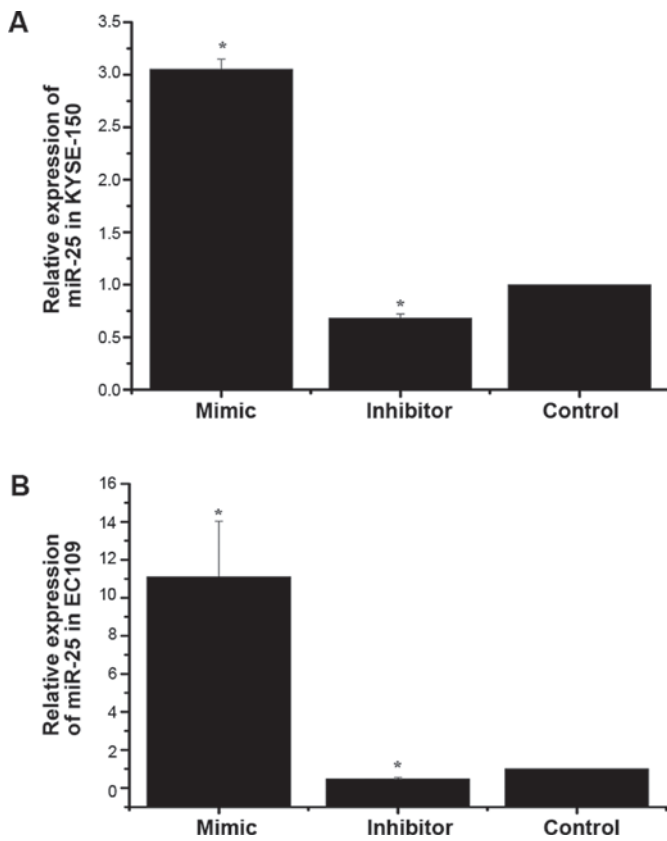 A
Relative expression of
miR-25 in KYSE-150
3.5
3.0
2.5
2.0
1.5
1.0
0.5
0.0
*
*
Mimic Inhibitor Control
B
Relative expression
of miR-25 in EC109
16
14
12
10
8
6
4
2
0
*
*
Mimic Inhibitor Control